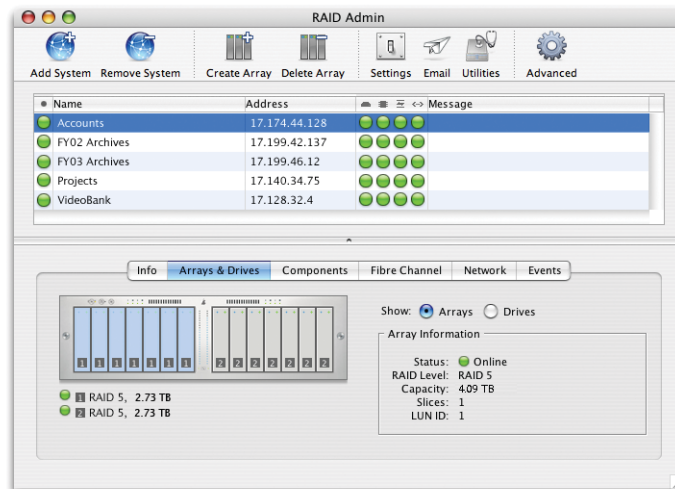 RAID Admin
Add System Remove System Create Array Delete Array Settings Email Utilities Advanced
Name Address Message
Accounts 17.174.44.128
FY02 Archives 17.199.42.137
FY03 Archives 17.199.46.12
Projects 17.140.34.75
VideoBank 17.128.32.4
Info Arrays & Drives Components Fibre Channel Network Events
Show: Arrays Drives
Array Information
1 1 1 1 1 1 1 2 2 2 2 2 2 2
Status: Online
RAID Level: RAID 5
Capacity: 4.09 TB
Slices: 1
LUN ID: 1
1 RAID 5, 2.73 TB
2 RAID 5, 2.73 TB